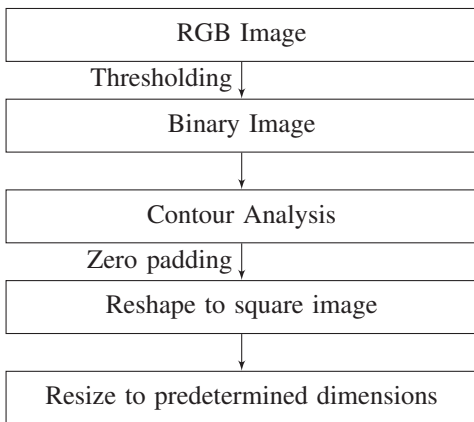 RGB Image
Thresholding
Binary Image
Contour Analysis
Zero padding
Reshape to square image
Resize to predetermined dimensions